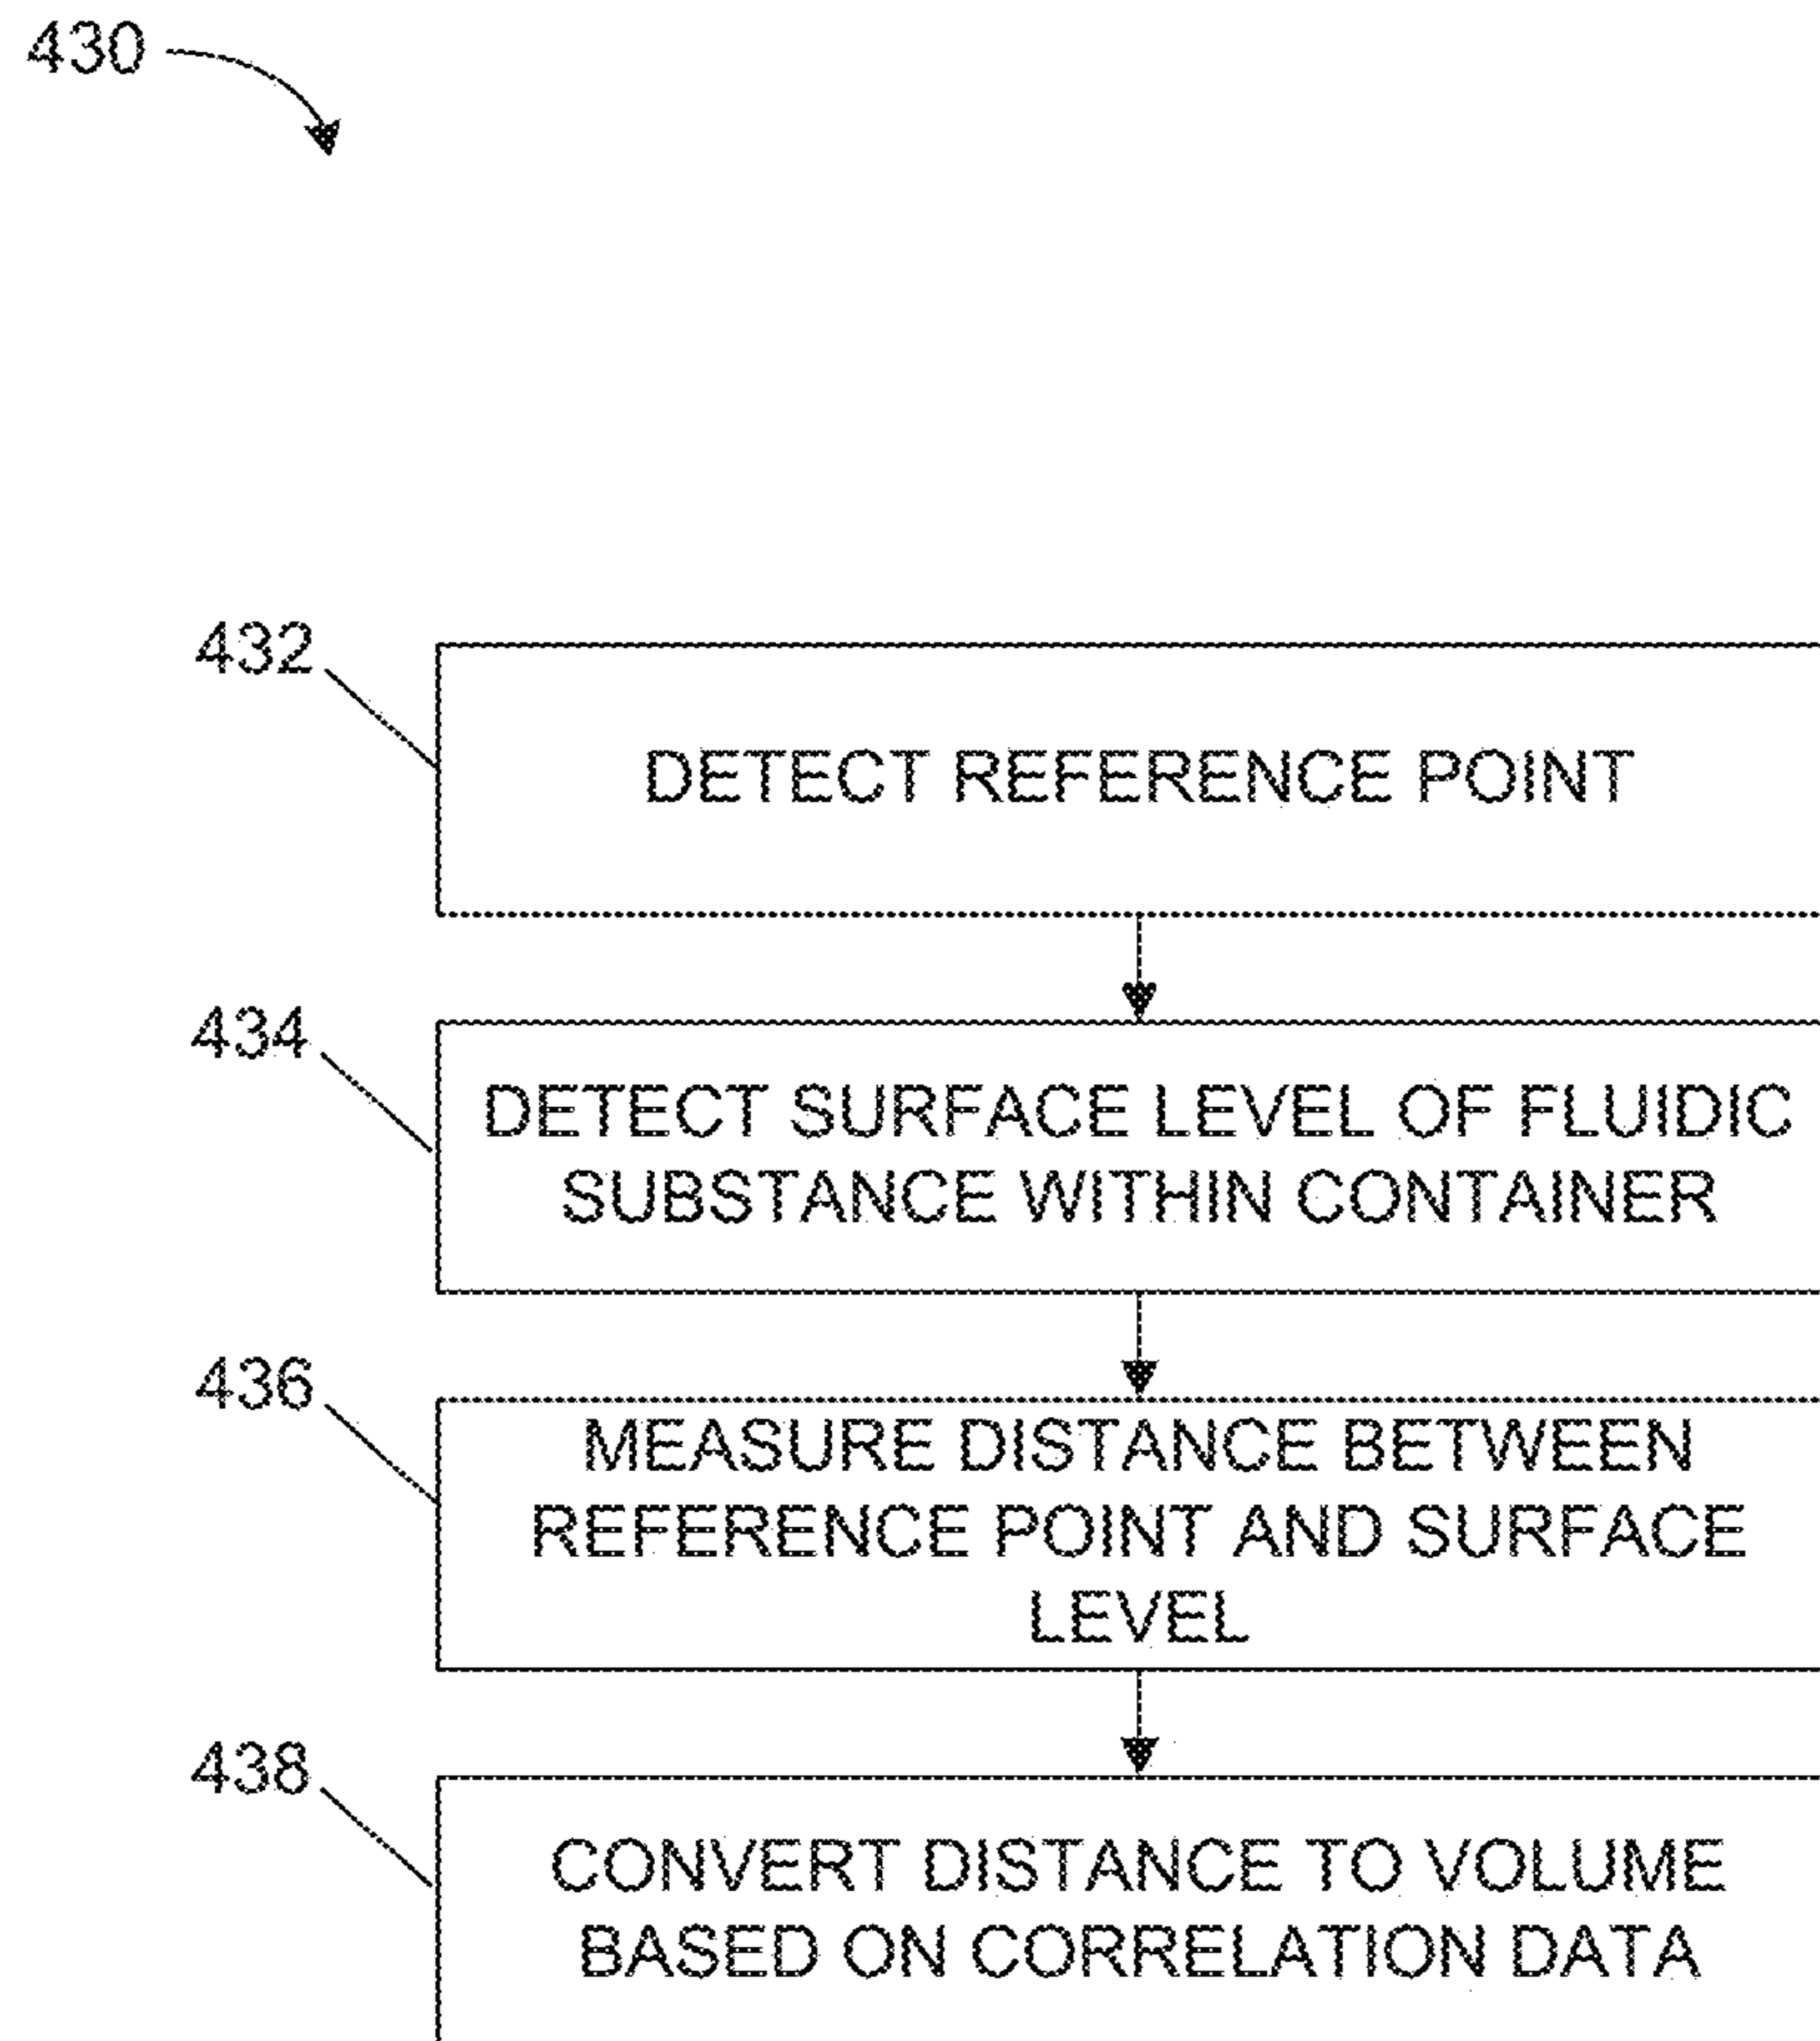 430
432
DETECT REFERENCE POINT
434
DETECT SURFACE LEVEL OF FLUIDIC
SUBSTANCE WITHIN CONTAINER
436
MEASURE DISTANCE BETWEEN
REFERENCE POINT AND SURFACE
LEVEL
438
CONVERT DISTANCE TO VOLUME
BASED ON CORRELATION DATA